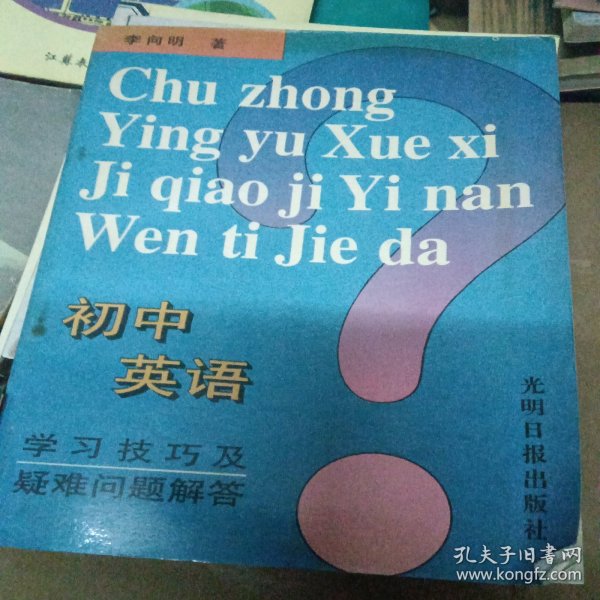 李向明 著
Chu zhong
Ying yu Xue xi
Ji qiao ji Yi nan
Wen ti Jie da
初中
英语
学习技巧及
疑难问题解答
光明日报出版社
江苏
孔夫子旧书网
www.kongfz.com